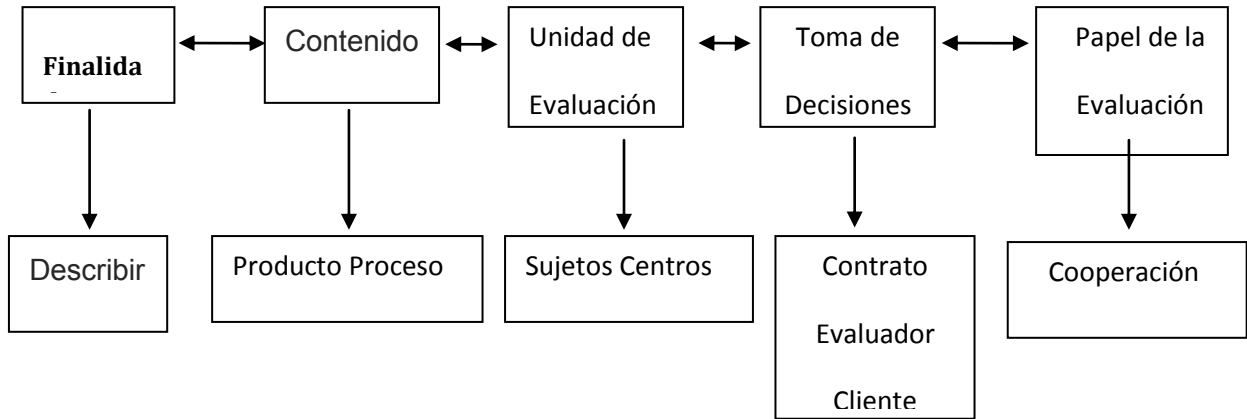 Finalida
Contenido
Unidad de
Evaluación
Toma de
Decisiones
Papel de la
Evaluación
Describir
Producto Proceso
Sujetos Centros
Contrato
Evaluador
Cliente
Cooperación